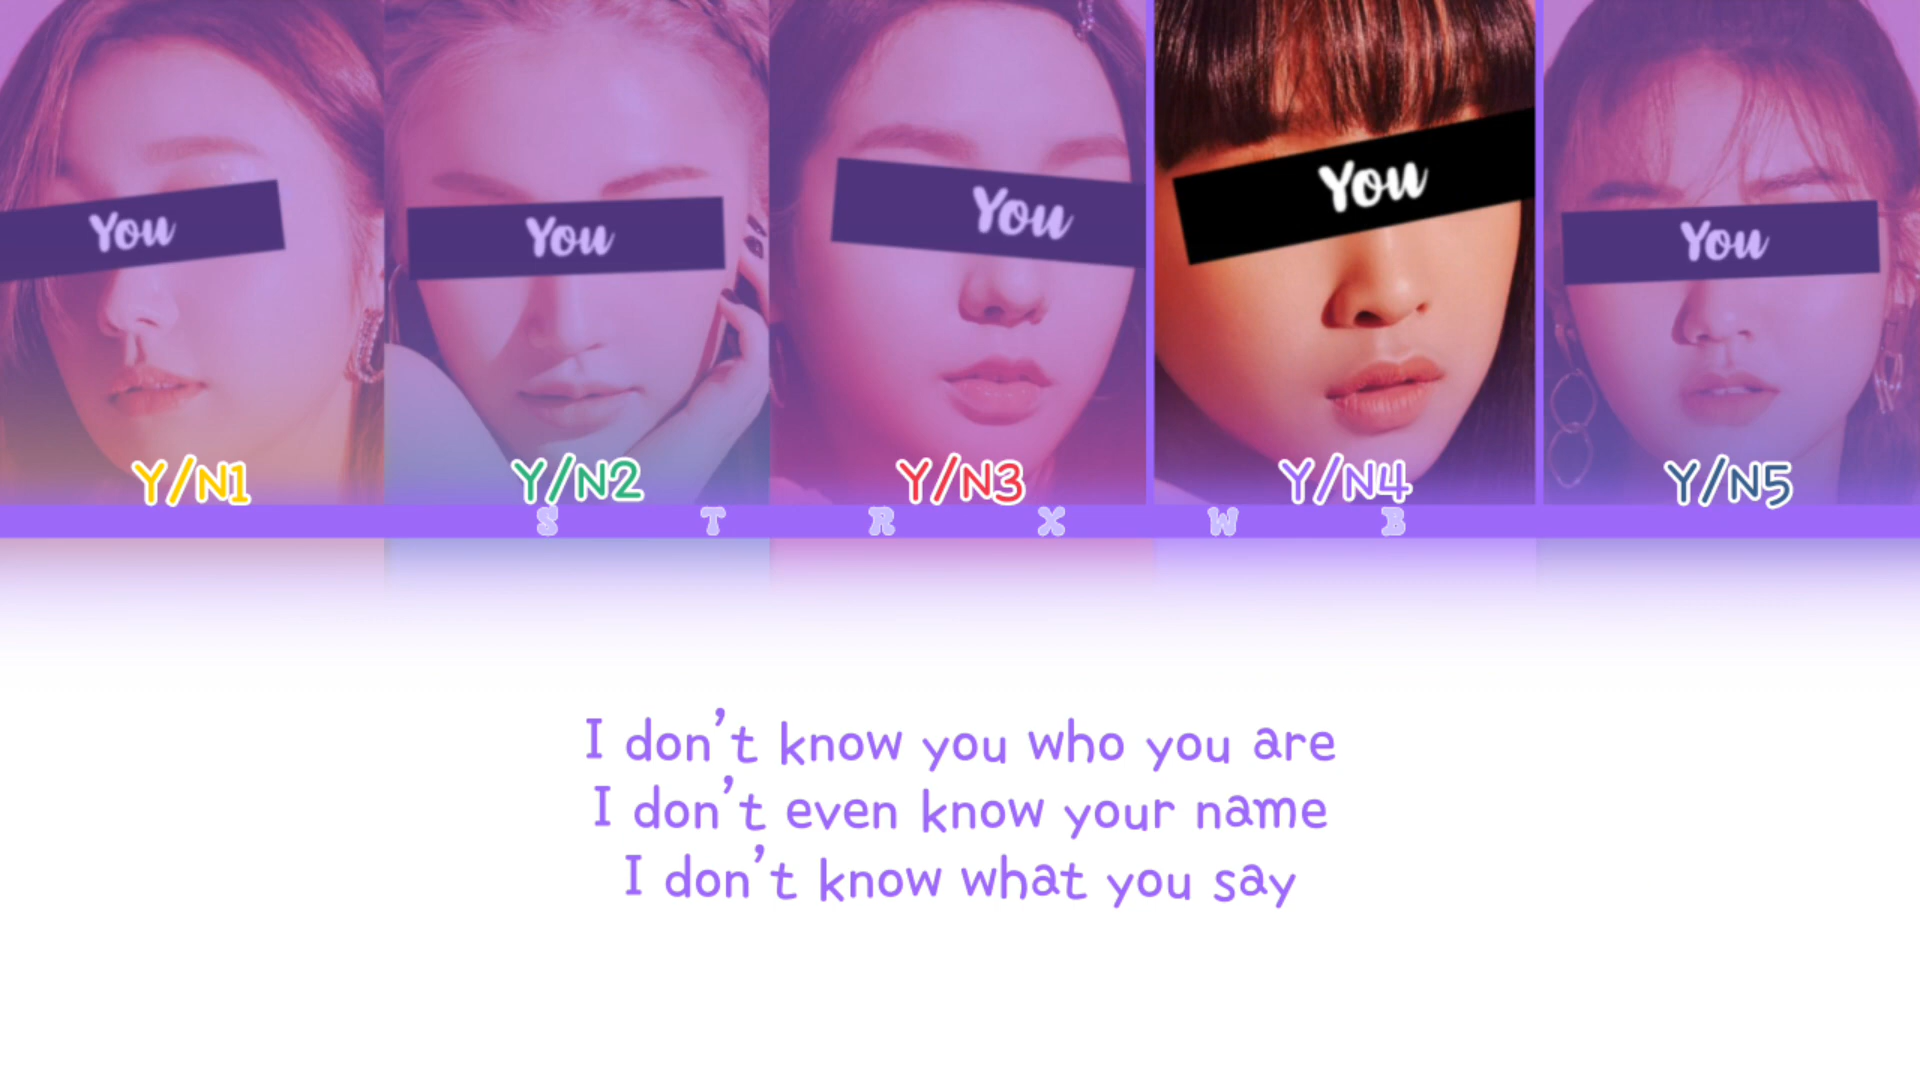 You
You
You
You
You
Y/N1
Y/N2
Y/N3
Y/N4
Y/N5
S T R X W B
I don't know you who you are
I don't even know your name
I don't know what you say